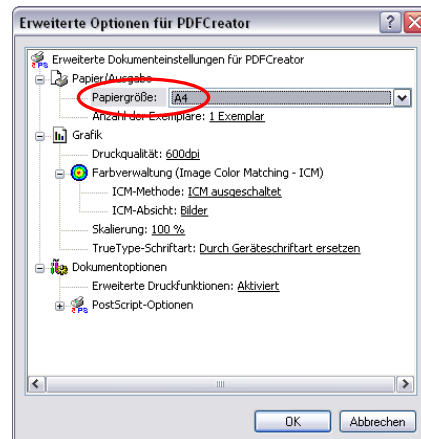 Erweiterte Optionen für PDFCreator
Erweiterte Dokumenteinstellungen für PDFCreator
Papier/Ausgabe
Papiergröße: A4
Anzahl der Exemplare: 1 Exemplar
Grafik
Druckqualität: 600dpi
Farbverwaltung (Image Color Matching - ICM)
ICM-Methode: ICM ausgeschaltet
ICM-Absicht: Bilder
Skalierung: 100 %
TrueType-Schriftart: Durch Geräteschriftart ersetzen
Dokumentoptionen
Erweiterte Druckfunktionen: Aktiviert
PostScript-Optionen
OK Abbrechen